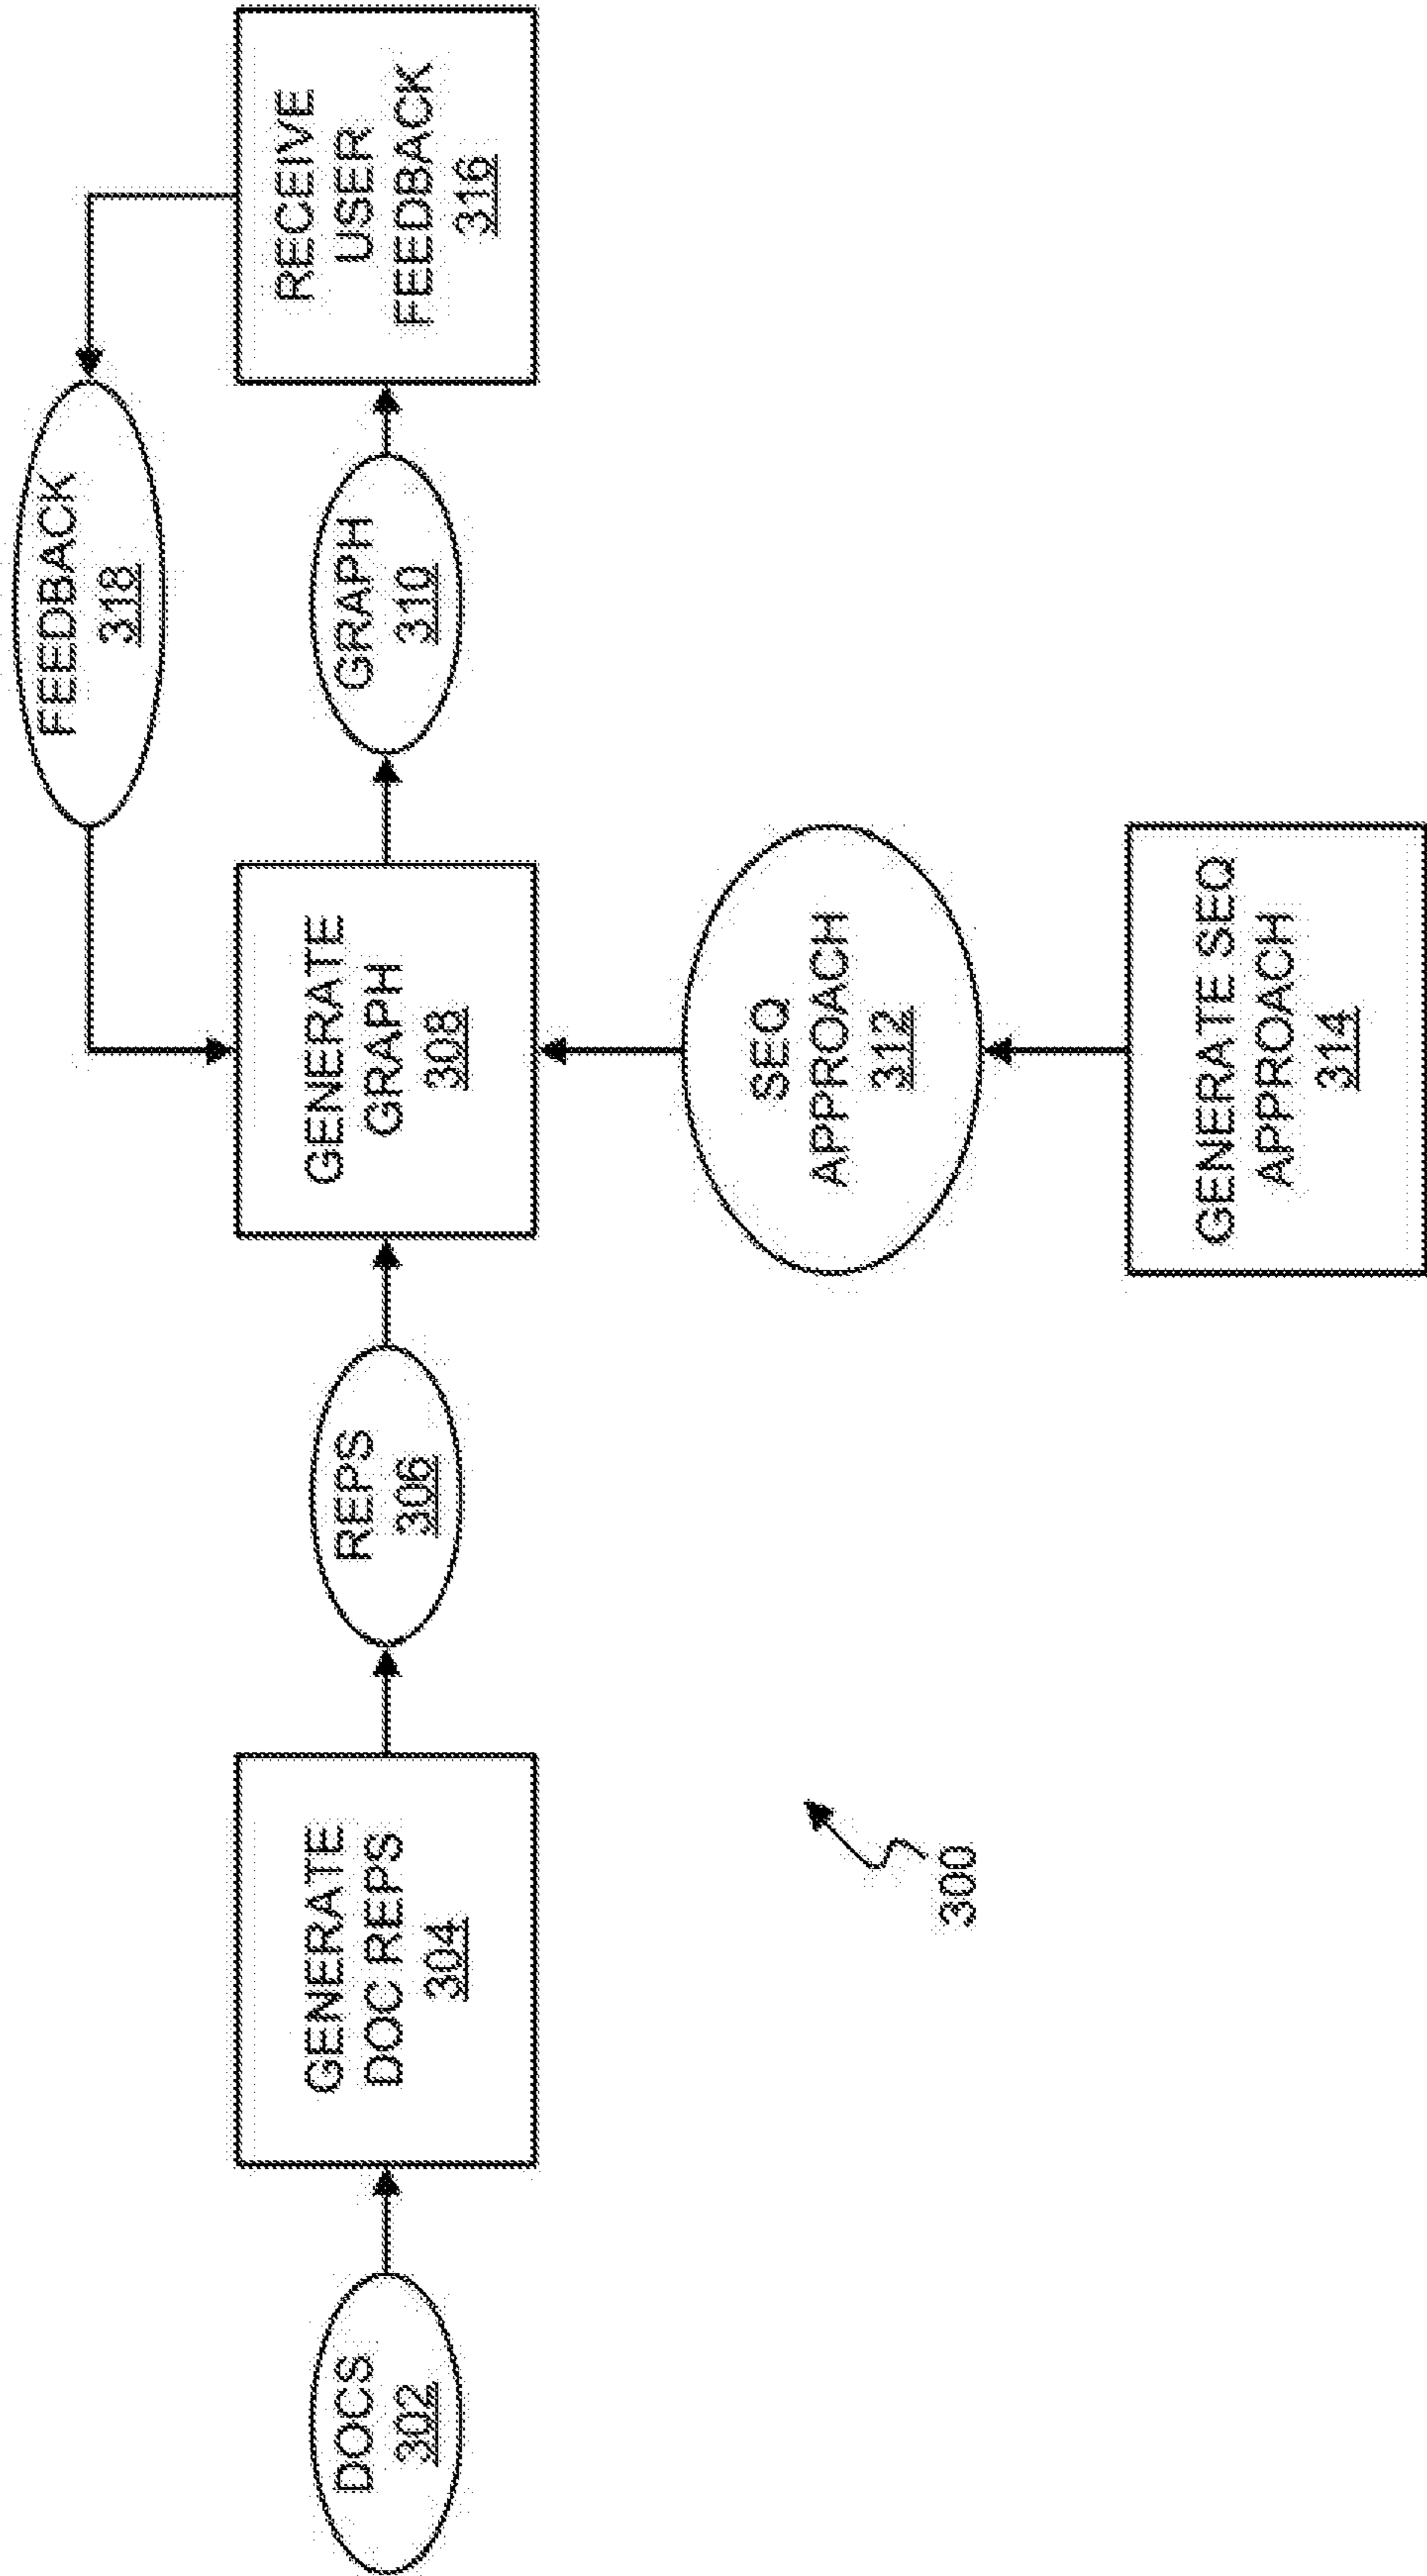 FEEDBACK
318
DOCS
302
GENERATE
DOC REPS
304
REPS
306
GENERATE
GRAPH
308
GRAPH
310
RECEIVE
USER
FEEDBACK
316
SEQ
APPROACH
312
300
GENERATE SEQ
APPROACH
314